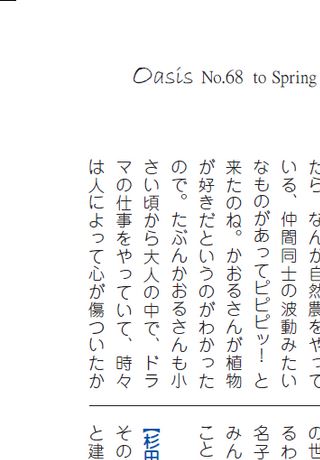 Oasis No.68 to Spring
たら、なんか自然農をやって
いる、仲間同士の波動みたい
なものがあってピピピッ！ と
来たのね。かおるさんが植物
が好きだというのがわかった
ので。たぶんかおるさんも小
さい頃から大人の中で、ドラ
マの仕事をやっていて、時々
は人によって心が傷ついたか
の世
るわ
名子
みん
こと
【杉田
その
と建